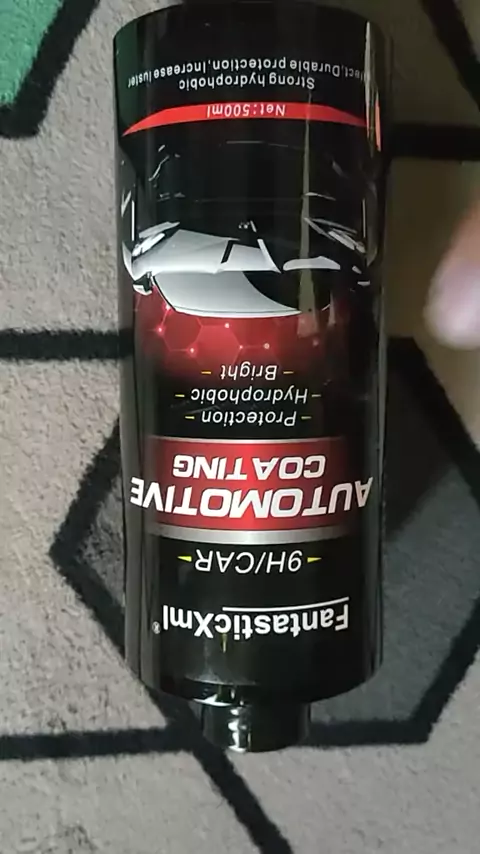 FantasticXml®
9H/CAR
AUTOMOTIVE
COATING
Protection
Hydrophobic
Bright
Net:500ml
Strong hydrophobic
Durable protection,Increase luster